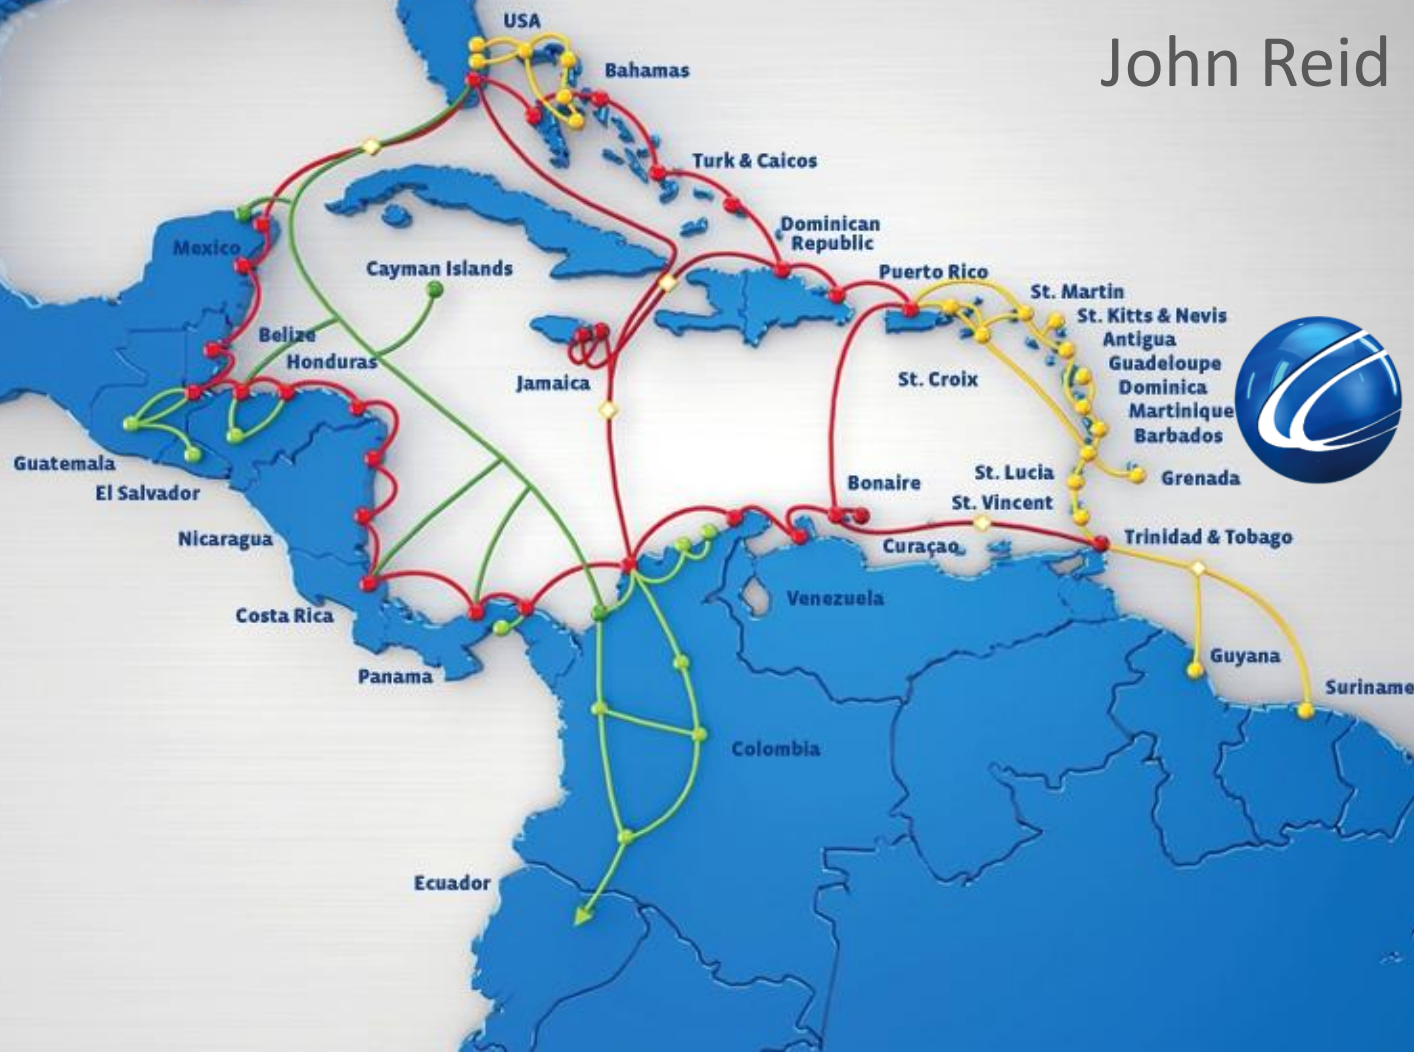 USA
John Reid
Bahamas
Turk & Caicos
Dominican
Republic
Mexico
Cayman Islands
Puerto Rico
St. Martin
St. Kitts & Nevis
Belize
Antigua
Honduras
Guadeloupe
Jamaica
St. Croix
Dominica
Martinique
Barbados
Guatemala
St. Lucia
Grenada
El Salvador
Bonaire
St. Vincent
Nicaragua
Curaçao
Trinidad & Tobago
Venezuela
Costa Rica
Guyana
Panama
Suriname
Colombia
Ecuador